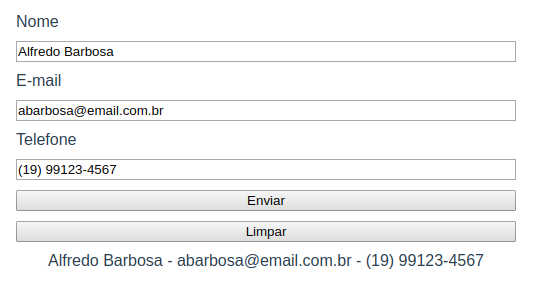 Nome
Alfredo Barbosa
E-mail
abarbosa@email.com.br
Telefone
(19) 99123-4567
Enviar
Limpar
Alfredo Barbosa - abarbosa@email.com.br - (19) 99123-4567